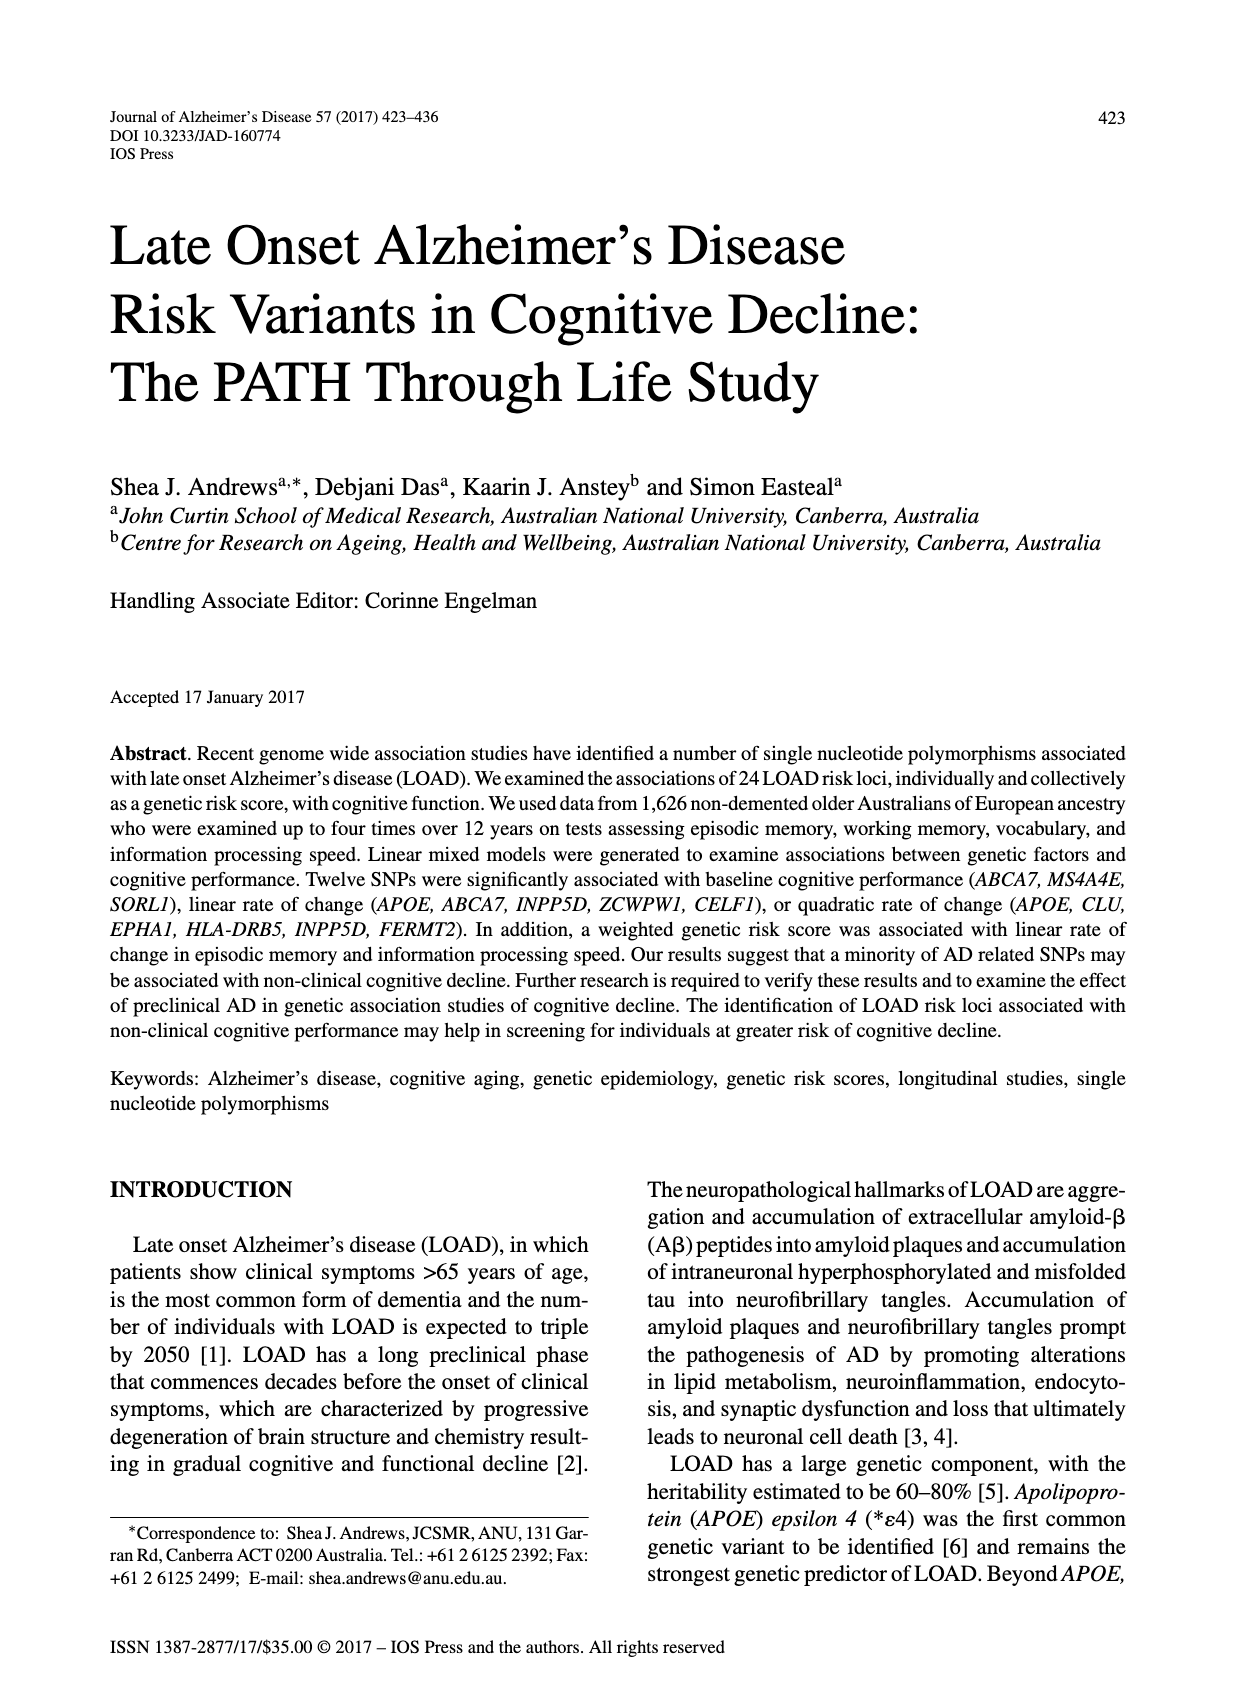 Journal of Alzheimer's Disease 57 (2017) 423–436
DOI 10.3233/JAD-160774
IOS Press
423
Late Onset Alzheimer's Disease
Risk Variants in Cognitive Decline:
The PATH Through Life Study
Shea J. Andrewsa,*, Debjani Dasa, Kaarin J. Ansteyb and Simon Easteala
aJohn Curtin School of Medical Research, Australian National University, Canberra, Australia
bCentre for Research on Ageing, Health and Wellbeing, Australian National University, Canberra, Australia
Handling Associate Editor: Corinne Engelman
Accepted 17 January 2017
Abstract. Recent genome wide association studies have identified a number of single nucleotide polymorphisms associated
with late onset Alzheimer's disease (LOAD). We examined the associations of 24 LOAD risk loci, individually and collectively
as a genetic risk score, with cognitive function. We used data from 1,626 non-demented older Australians of European ancestry
who were examined up to four times over 12 years on tests assessing episodic memory, working memory, vocabulary, and
information processing speed. Linear mixed models were generated to examine associations between genetic factors and
cognitive performance. Twelve SNPs were significantly associated with baseline cognitive performance (ABCA7, MS4A4E,
SORL1), linear rate of change (APOE, ABCA7, INPP5D, ZCWPW1, CELF1), or quadratic rate of change (APOE, CLU,
EPHA1, HLA-DRB5, INPP5D, FERMT2). In addition, a weighted genetic risk score was associated with linear rate of
change in episodic memory and information processing speed. Our results suggest that a minority of AD related SNPs may
be associated with non-clinical cognitive decline. Further research is required to verify these results and to examine the effect
of preclinical AD in genetic association studies of cognitive decline. The identification of LOAD risk loci associated with
non-clinical cognitive performance may help in screening for individuals at greater risk of cognitive decline.
Keywords: Alzheimer's disease, cognitive aging, genetic epidemiology, genetic risk scores, longitudinal studies, single
nucleotide polymorphisms
INTRODUCTION
Late onset Alzheimer's disease (LOAD), in which
patients show clinical symptoms >65 years of age,
is the most common form of dementia and the num-
ber of individuals with LOAD is expected to triple
by 2050 [1]. LOAD has a long preclinical phase
that commences decades before the onset of clinical
symptoms, which are characterized by progressive
degeneration of brain structure and chemistry result-
ing in gradual cognitive and functional decline [2].
*Correspondence to: Shea J. Andrews, JCSMR, ANU, 131 Gar-
ran Rd, Canberra ACT 0200 Australia. Tel.: +61 2 6125 2392; Fax:
+61 2 6125 2499; E-mail: shea.andrews@anu.edu.au.
The neuropathological hallmarks of LOAD are aggre-
gation and accumulation of extracellular amyloid-β
(Aβ) peptides into amyloid plaques and accumulation
of intraneuronal hyperphosphorylated and misfolded
tau into neurofibrillary tangles. Accumulation of
amyloid plaques and neurofibrillary tangles prompt
the pathogenesis of AD by promoting alterations
in lipid metabolism, neuroinflammation, endocyto-
sis, and synaptic dysfunction and loss that ultimately
leads to neuronal cell death [3, 4].
LOAD has a large genetic component, with the
heritability estimated to be 60–80% [5]. Apolipopro-
tein (APOE) epsilon 4 (*ε4) was the first common
genetic variant to be identified [6] and remains the
strongest genetic predictor of LOAD. Beyond APOE,
ISSN 1387-2877/17/$35.00 © 2017 – IOS Press and the authors. All rights reserved